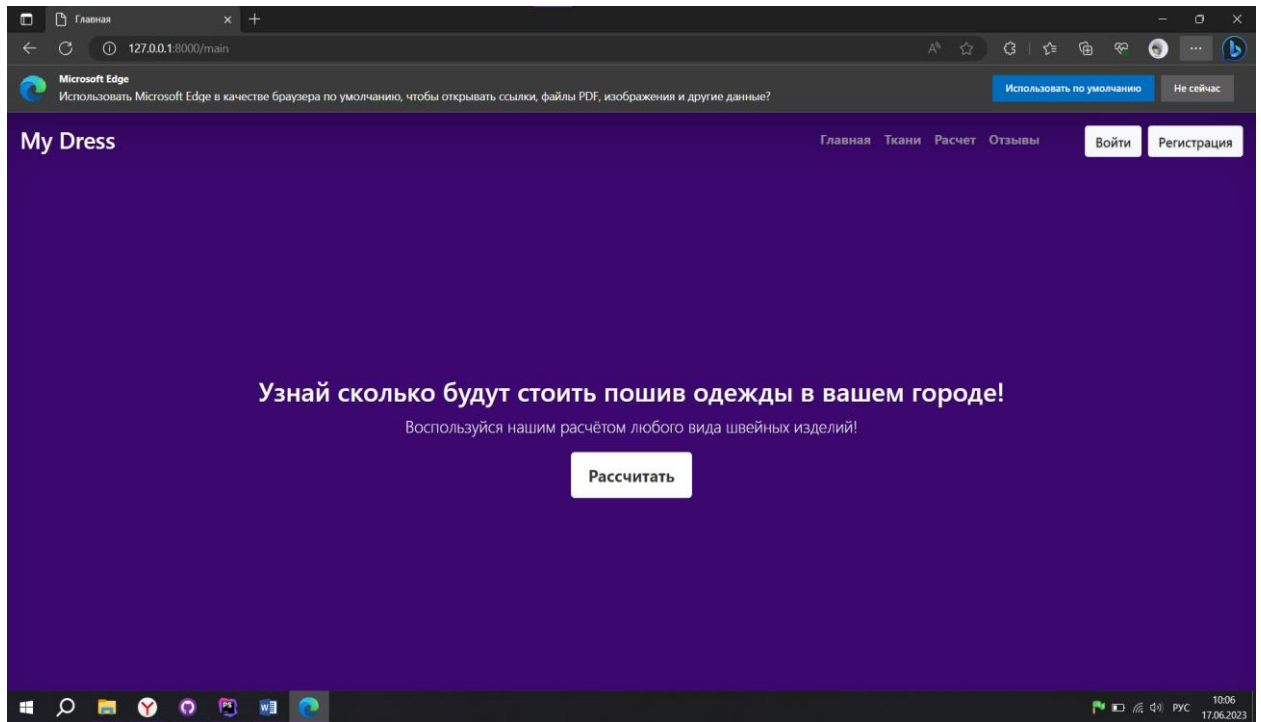 Главная
127.0.0.1:8000/main
Microsoft Edge
Использовать Microsoft Edge в качестве браузера по умолчанию, чтобы открывать ссылки, файлы PDF, изображения и другие данные?
Использовать по умолчанию
Не сейчас
My Dress
Главная Ткани Расчет Отзывы
Войти
Регистрация
Узнай сколько будут стоить пошив одежды в вашем городе!
Воспользуйся нашим расчётом любого вида швейных изделий!
Рассчитать
РУС
10:06
17.06.2023